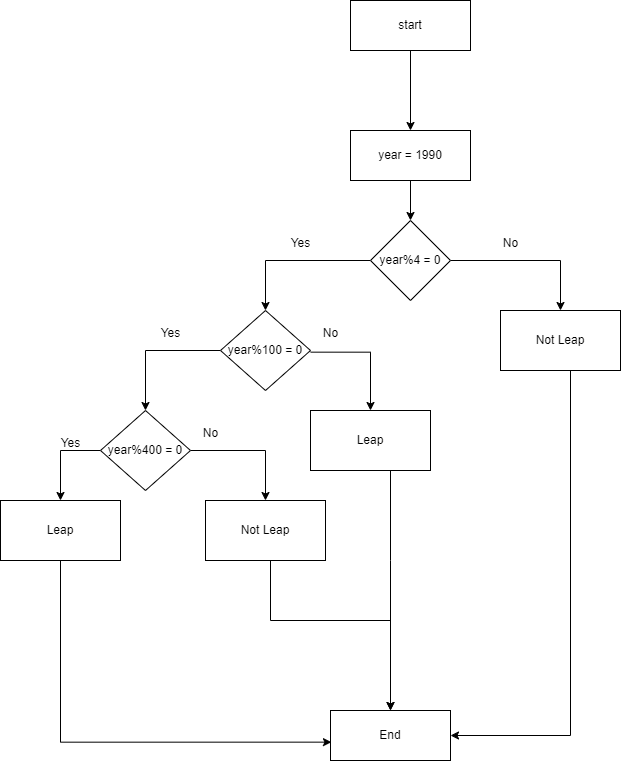 start
year = 1990
Yes
year%4 = 0
No
Yes
year%100 = 0
No
Not Leap
Yes
year%400 = 0
No
Leap
Leap
Not Leap
End